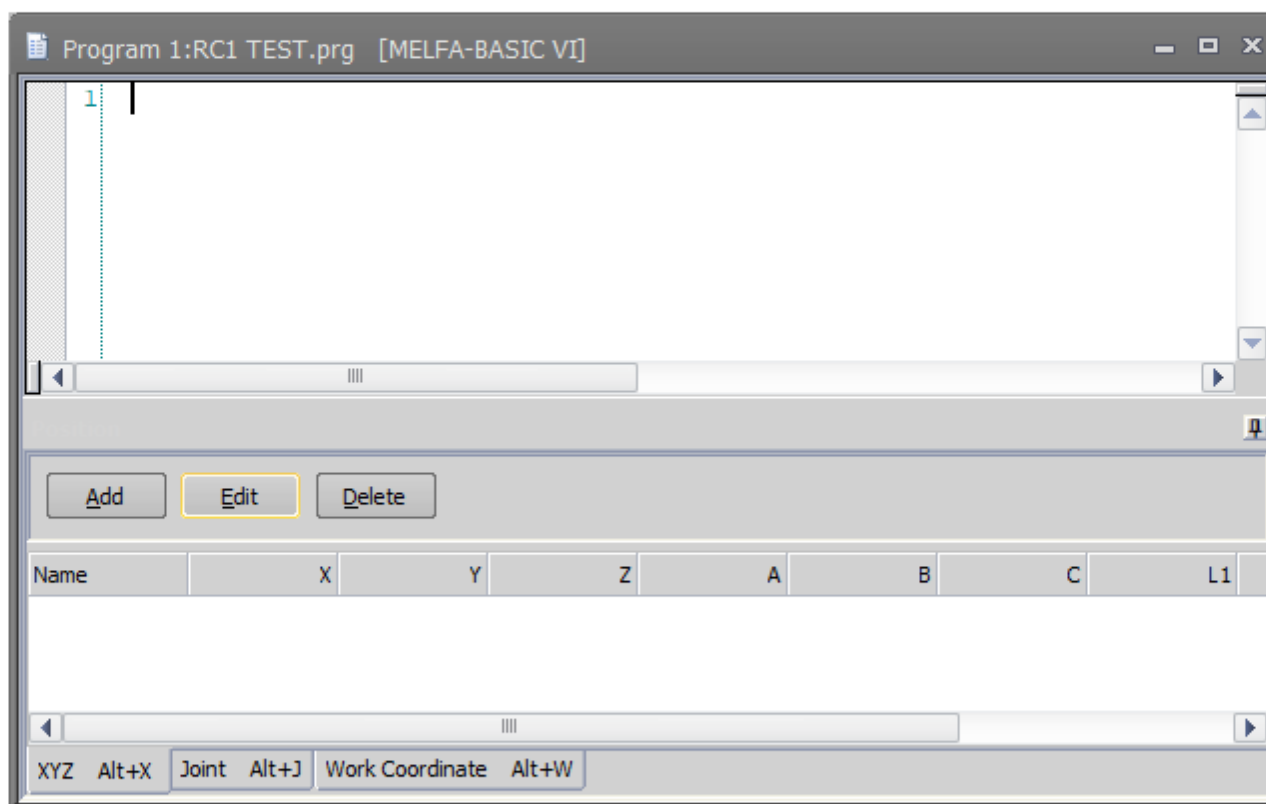 Program 1:RC1 TEST.prg [MELFA-BASIC VI]
1
Add Edit Delete
Name X Y Z A B C L1
XYZ Alt+X Joint Alt+J Work Coordinate Alt+W